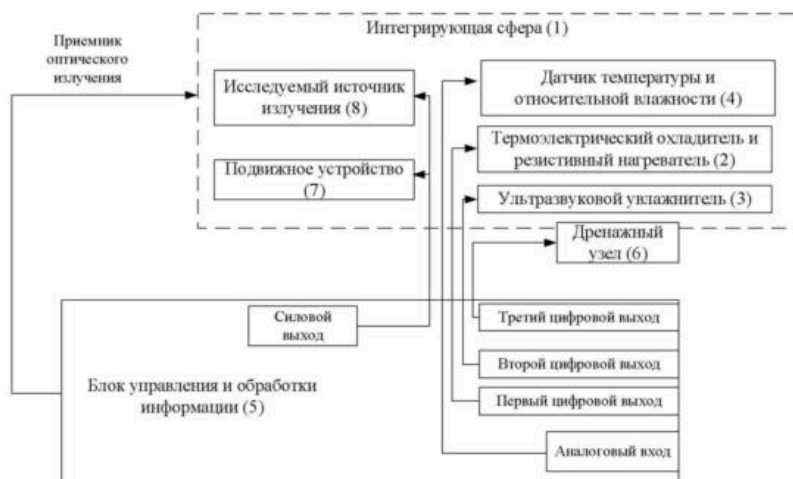 Интегрирующая сфера (1)
Приемник
оптического
излучения
Исследуемый источник
излучения (8)
Датчик температуры и
относительной влажности (4)
Термоэлектрический охладитель и
резистивный нагреватель (2)
Подвижное устройство
(7)
Ультразвуковой увлажнитель (3)
Дренажный
узел (6)
Силовой
выход
Третий цифровой выход
Второй цифровой выход
Блок управления и обработки
информации (5)
Первый цифровой выход
Аналоговый вход